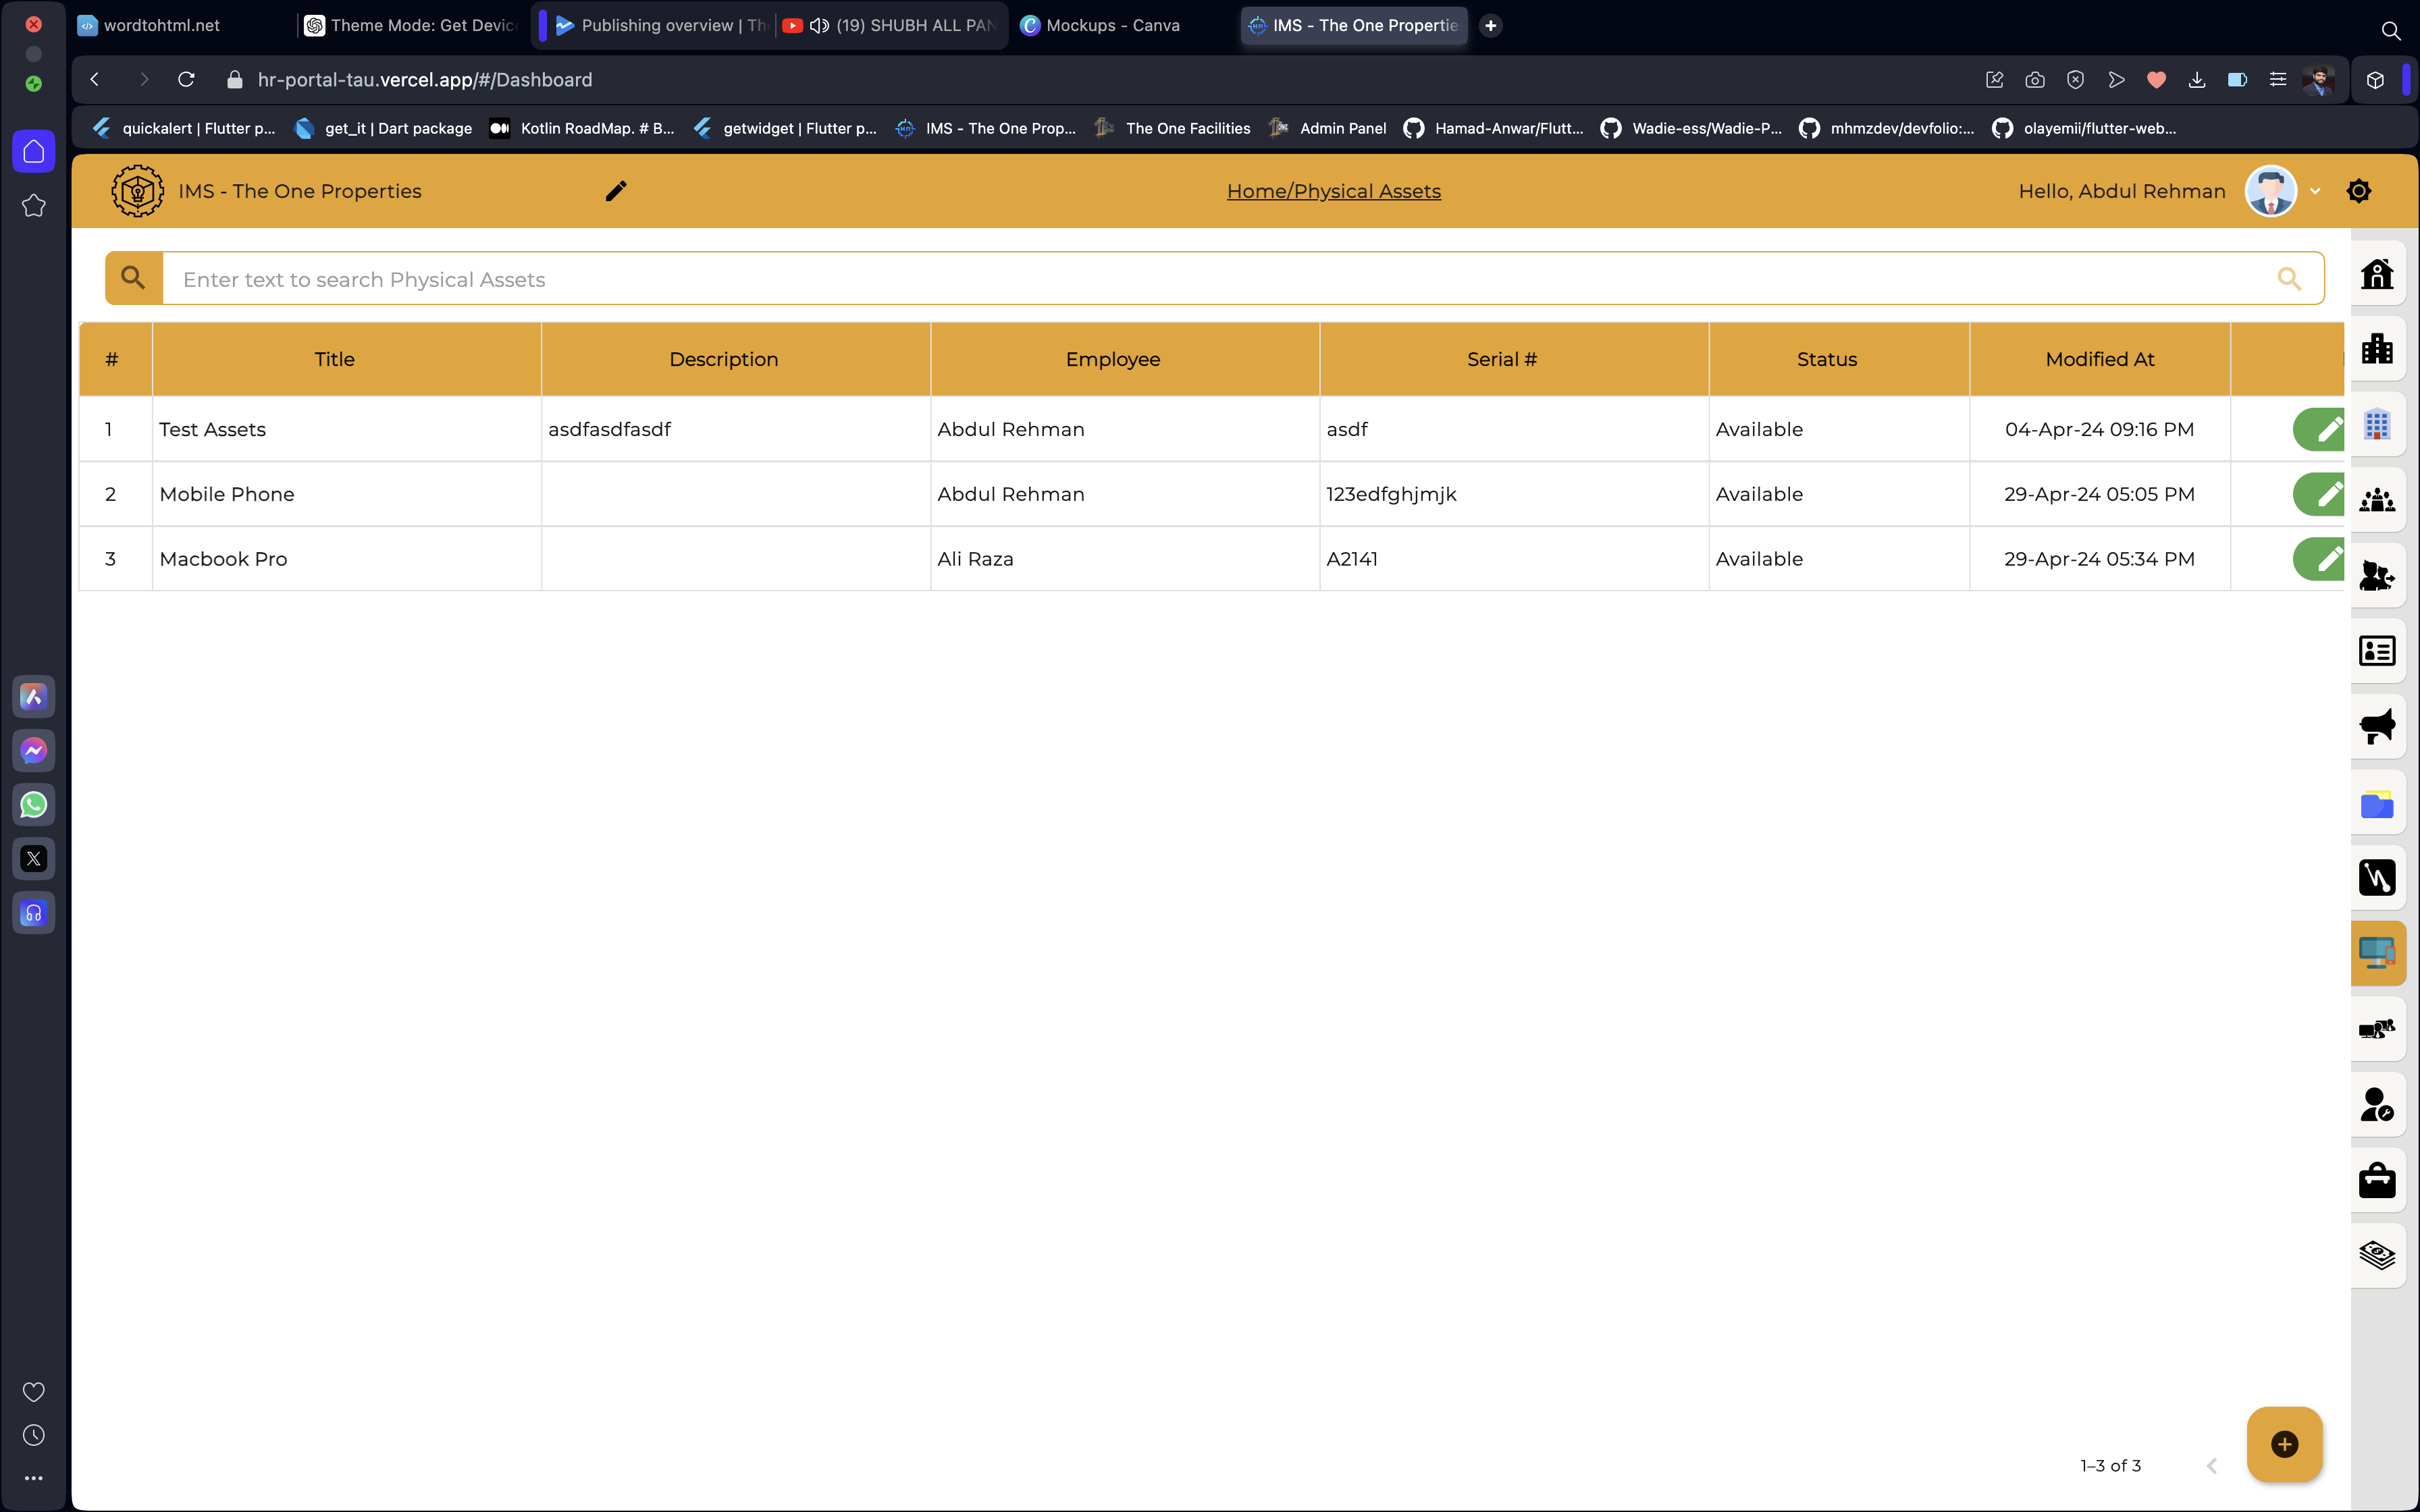 wordtohtml.net
Theme Mode: Get Devic
Publishing overview | Th
(19) SHUBH ALL PAN
Mockups - Canva
IMS - The One Propertie
hr-portal-tau.vercel.app/#/Dashboard
quickalert | Flutter p...
get_it | Dart package
Kotlin RoadMap. # B...
getwidget | Flutter p...
IMS - The One Prop...
The One Facilities
Admin Panel
Hamad-Anwar/Flutt...
Wadie-ess/Wadie-P...
mhmzdev/devfolio:...
olayemii/flutter-web...
IMS - The One Properties
Home/Physical Assets
Hello, Abdul Rehman
Enter text to search Physical Assets
# Title Description Employee Serial # Status Modified At
1 Test Assets asdfasdfasdf Abdul Rehman asdf Available 04-Apr-24 09:16 PM
2 Mobile Phone Abdul Rehman 123edfghjmjk Available 29-Apr-24 05:05 PM
3 Macbook Pro Ali Raza A2141 Available 29-Apr-24 05:34 PM
1–3 of 3